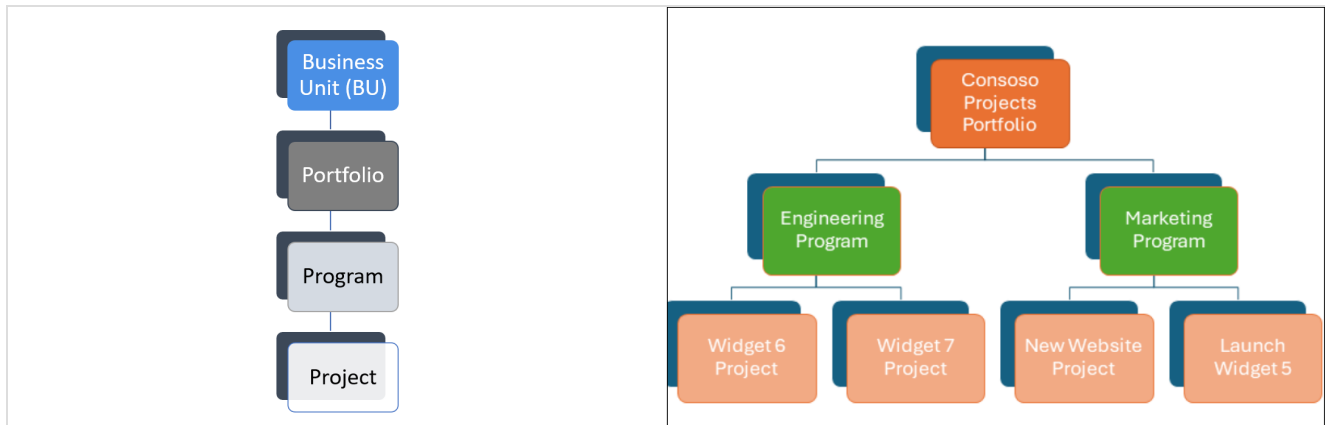 Business
Unit (BU)
Portfolio
Program
Project
Consoso
Projects
Portfolio
Engineering
Program
Marketing
Program
Widget 6
Project
Widget 7
Project
New Website
Project
Launch
Widget 5